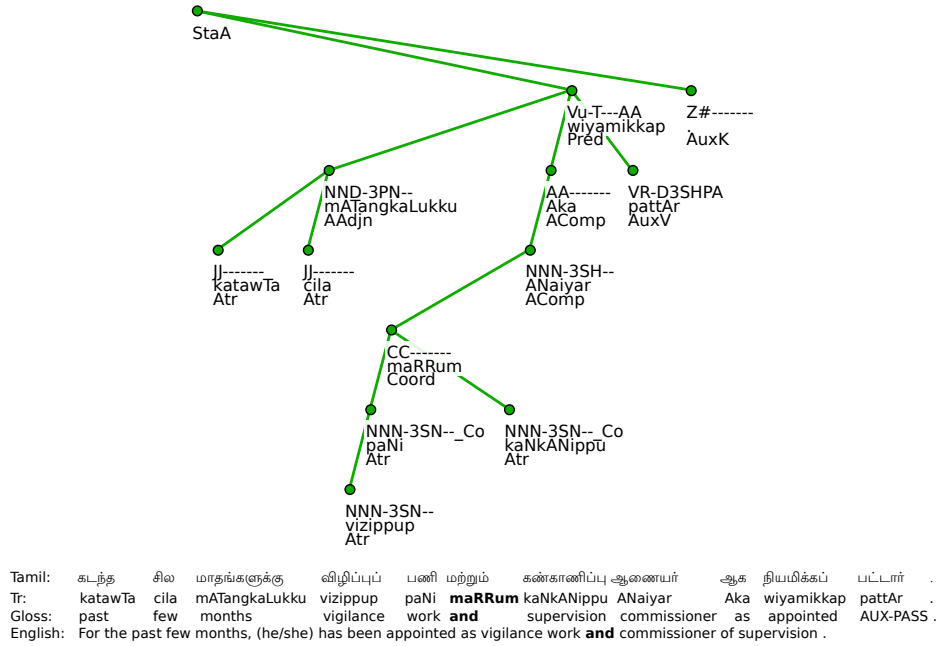 StaA
Vu-T---AA
wiyamikkap
Pred
Z#-------
.
AuxK
NND-3PN--
mATangkaLukku
AAdjn
AA-------
Aka
AComp
VR-D3SHPA
pattAr
AuxV
JJ-------
katawTa
Atr
JJ-------
cila
Atr
NNN-3SH--
ANaiyar
AComp
CC-------
maRRum
Coord
NNN-3SN--_Co
paNi
Atr
NNN-3SN--_Co
kaNkANippu
Atr
NNN-3SN--
vizippup
Atr
Tamil: கடந்த சில மாதங்களுக்கு விழிப்புப் பணி மற்றும் கண்காணிப்பு ஆணையர் ஆக நியமிக்கப் பட்டார் .
Tr: katawTa cila mATangkaLukku vizippup paNi maRRum kaNkANippu ANaiyar Aka wiyamikkap pattAr .
Gloss: past few months vigilance work and supervision commissioner as appointed AUX-PASS .
English: For the past few months, (he/she) has been appointed as vigilance work and commissioner of supervision .